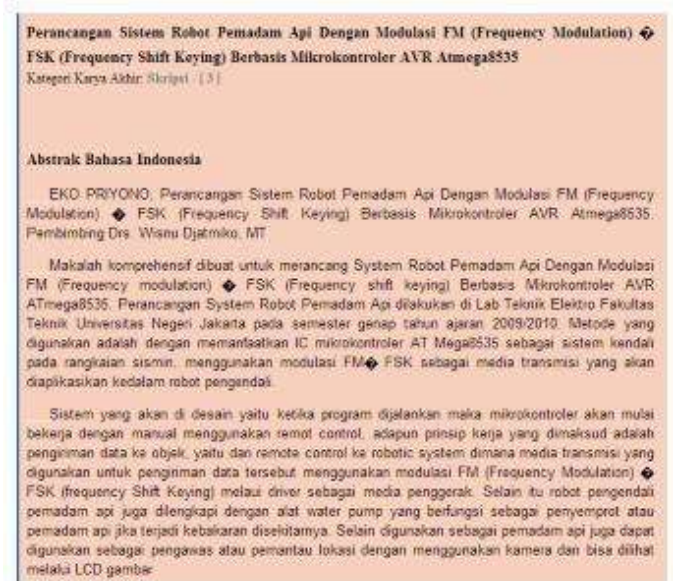 Perancangan Sistem Robot Pemadam Api Dengan Modulasi FM (Frequency Modulation) �
FSK (Frequency Shift Keying) Berbasis Mikrokontroler AVR Atmega8535
Kategori Karya Akhir: Skripsi [ 3 ]
Abstrak Bahasa Indonesia
EKO PRIYONO, Perancangan Sistem Robot Pemadam Api Dengan Modulasi FM (Frequency
Modulation) � FSK (Frequency Shift Keying) Berbasis Mikrokontroler AVR Atmega8535.
Pembimbing Drs. Wisnu Djatmiko, MT
Makalah komprehensif dibuat untuk merancang System Robot Pemadam Api Dengan Modulasi
FM (Frequency modulation) � FSK (Frequency shift keying) Berbasis Mikrokontroler AVR
ATmega8535. Perancangan System Robot Pemadam Api dilakukan di Lab Teknik Elektro Fakultas
Teknik Universitas Negeri Jakarta pada semester genap tahun ajaran 2009/2010. Metode yang
digunakan adalah dengan memanfaatkan IC mikrokontroler AT Mega8535 sebagai sistem kendali
pada rangkaian sismin, menggunakan modulasi FM� FSK sebagai media transmisi yang akan
diaplikasikan kedalam robot pengendali.
Sistem yang akan di desain yaitu ketika program dijalankan maka mikrokontroler akan mulai
bekerja dengan manual menggunakan remot control, adapun prinsip kerja yang dimaksud adalah
pengiriman data ke objek, yaitu dari remote control ke robotic system dimana media transmisi yang
digunakan untuk pengiriman data tersebut menggunakan modulasi FM (Frequency Modulation) �
FSK (frequency Shift Keying) melaui driver sebagai media penggerak. Selain itu robot pengendali
pemadam api juga dilengkapi dengan alat water pump yang berfungsi sebagai penyemprot atau
pemadam api jika terjadi kebakaran disekitarnya. Selain digunakan sebagai pemadam api juga dapat
digunakan sebagai pengawas atau pemantau lokasi dengan menggunakan kamera dan bisa dilihat
melalui LCD gambar